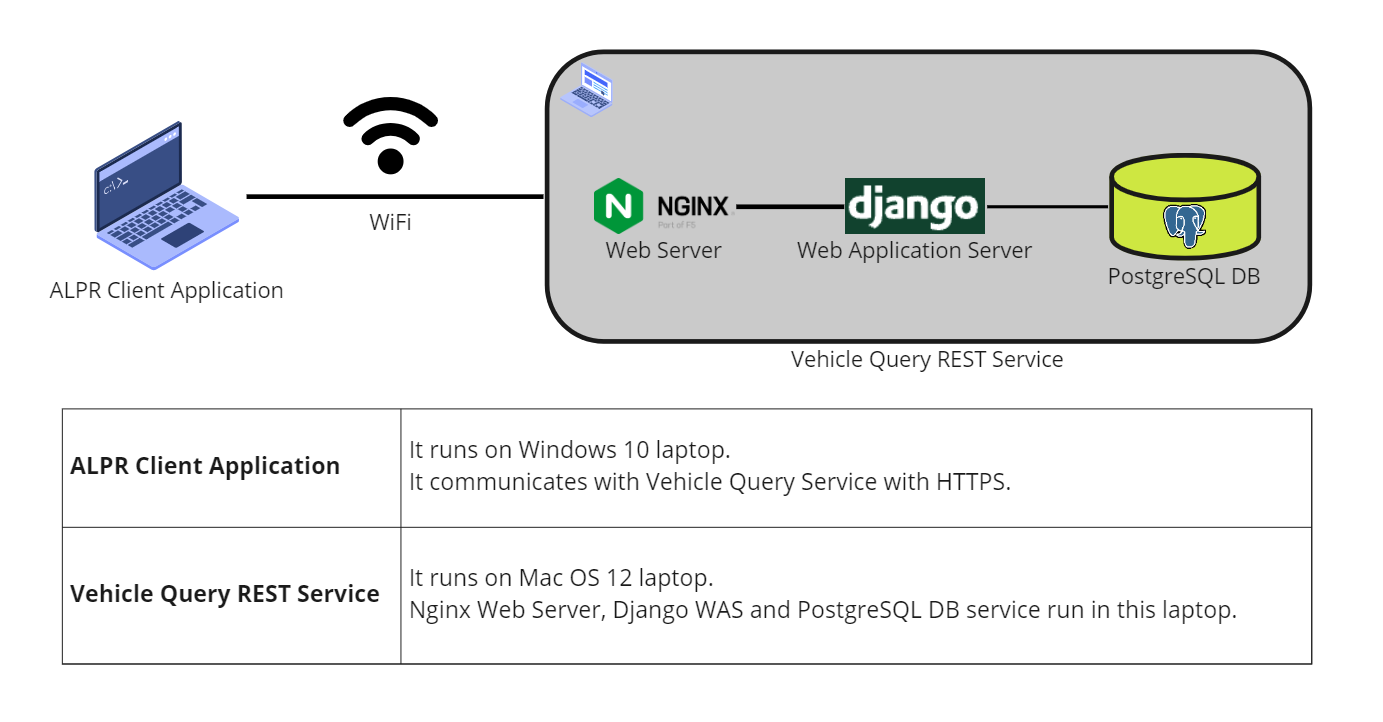 c:\>_
WiFi
ALPR Client Application
N NGINX
Part of F5
Web Server
django
Web Application Server
PostgreSQL DB
Vehicle Query REST Service
ALPR Client Application
It runs on Windows 10 laptop.
It communicates with Vehicle Query Service with HTTPS.
Vehicle Query REST Service
It runs on Mac OS 12 laptop.
Nginx Web Server, Django WAS and PostgreSQL DB service run in this laptop.